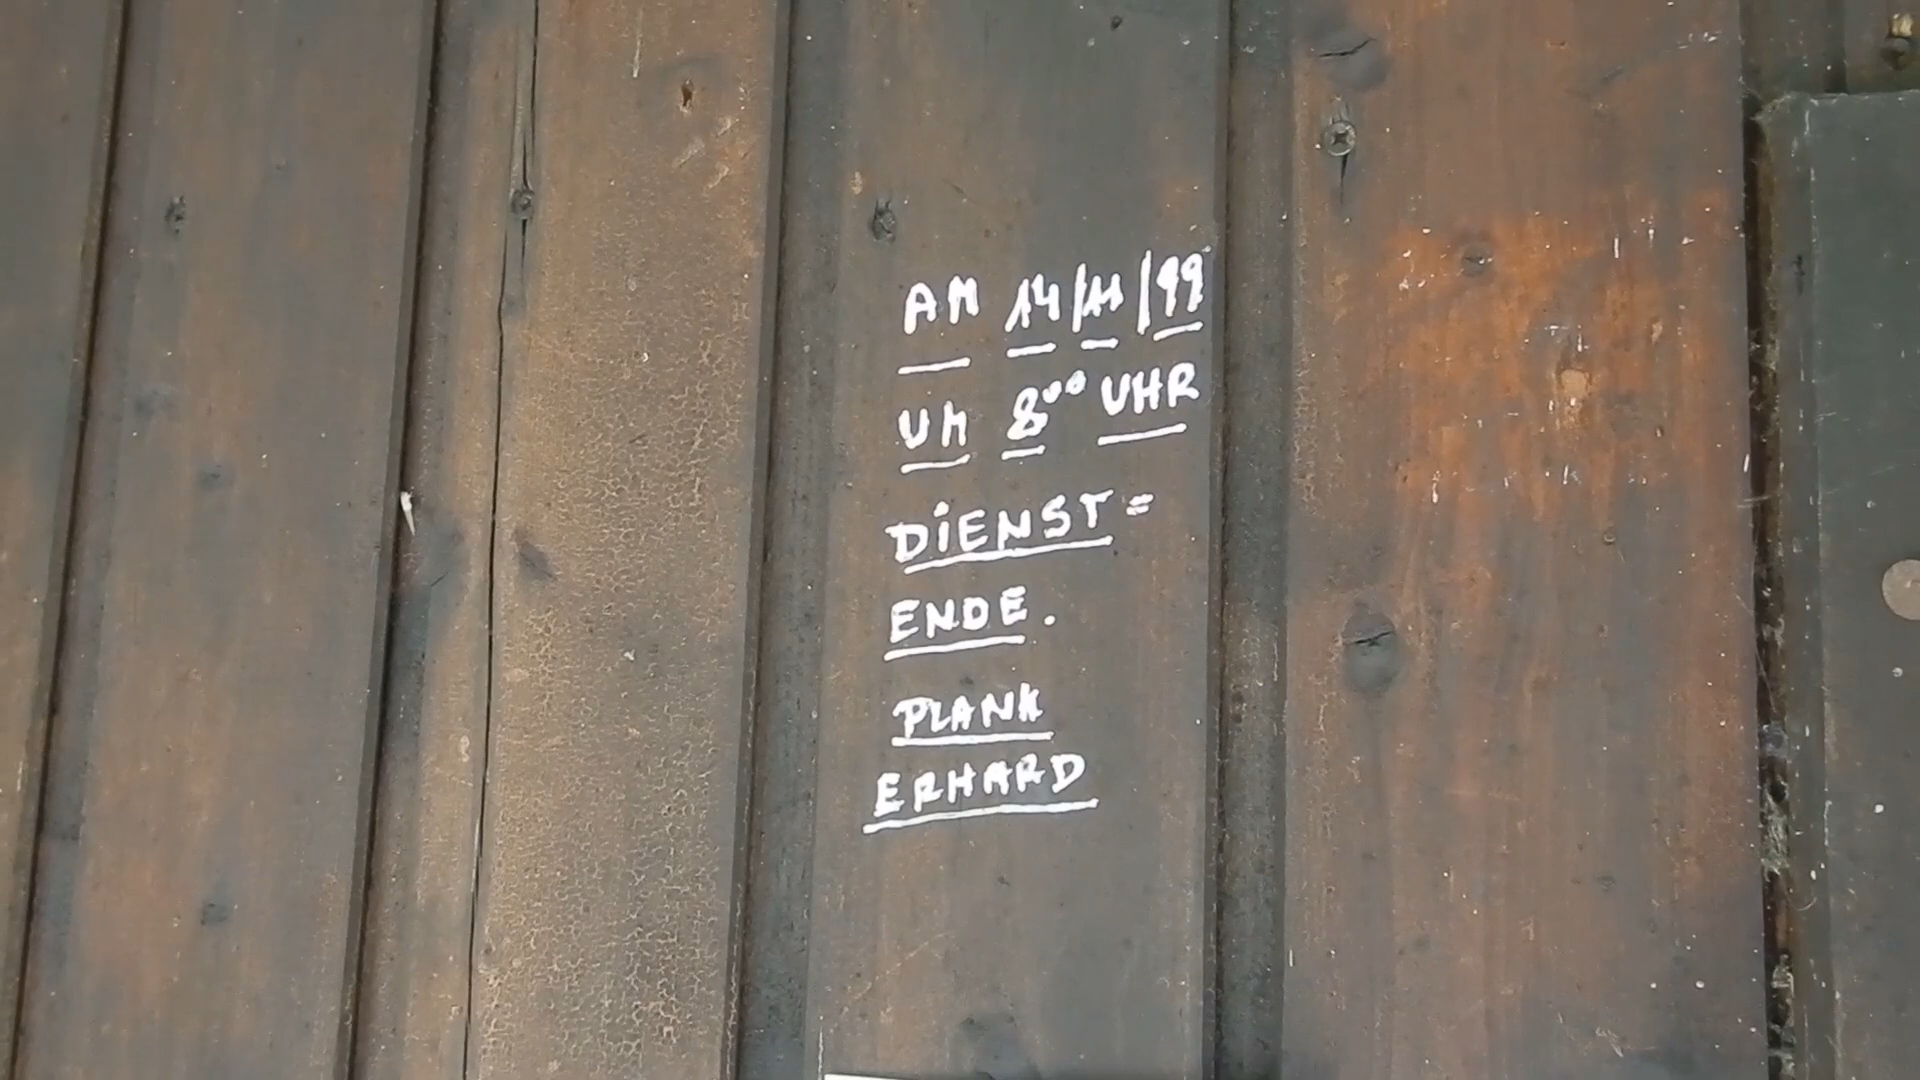 AM 14/11/99
UM 8⁰⁰ UHR
DiENST=
ENDE.
PLANK
ERHARD